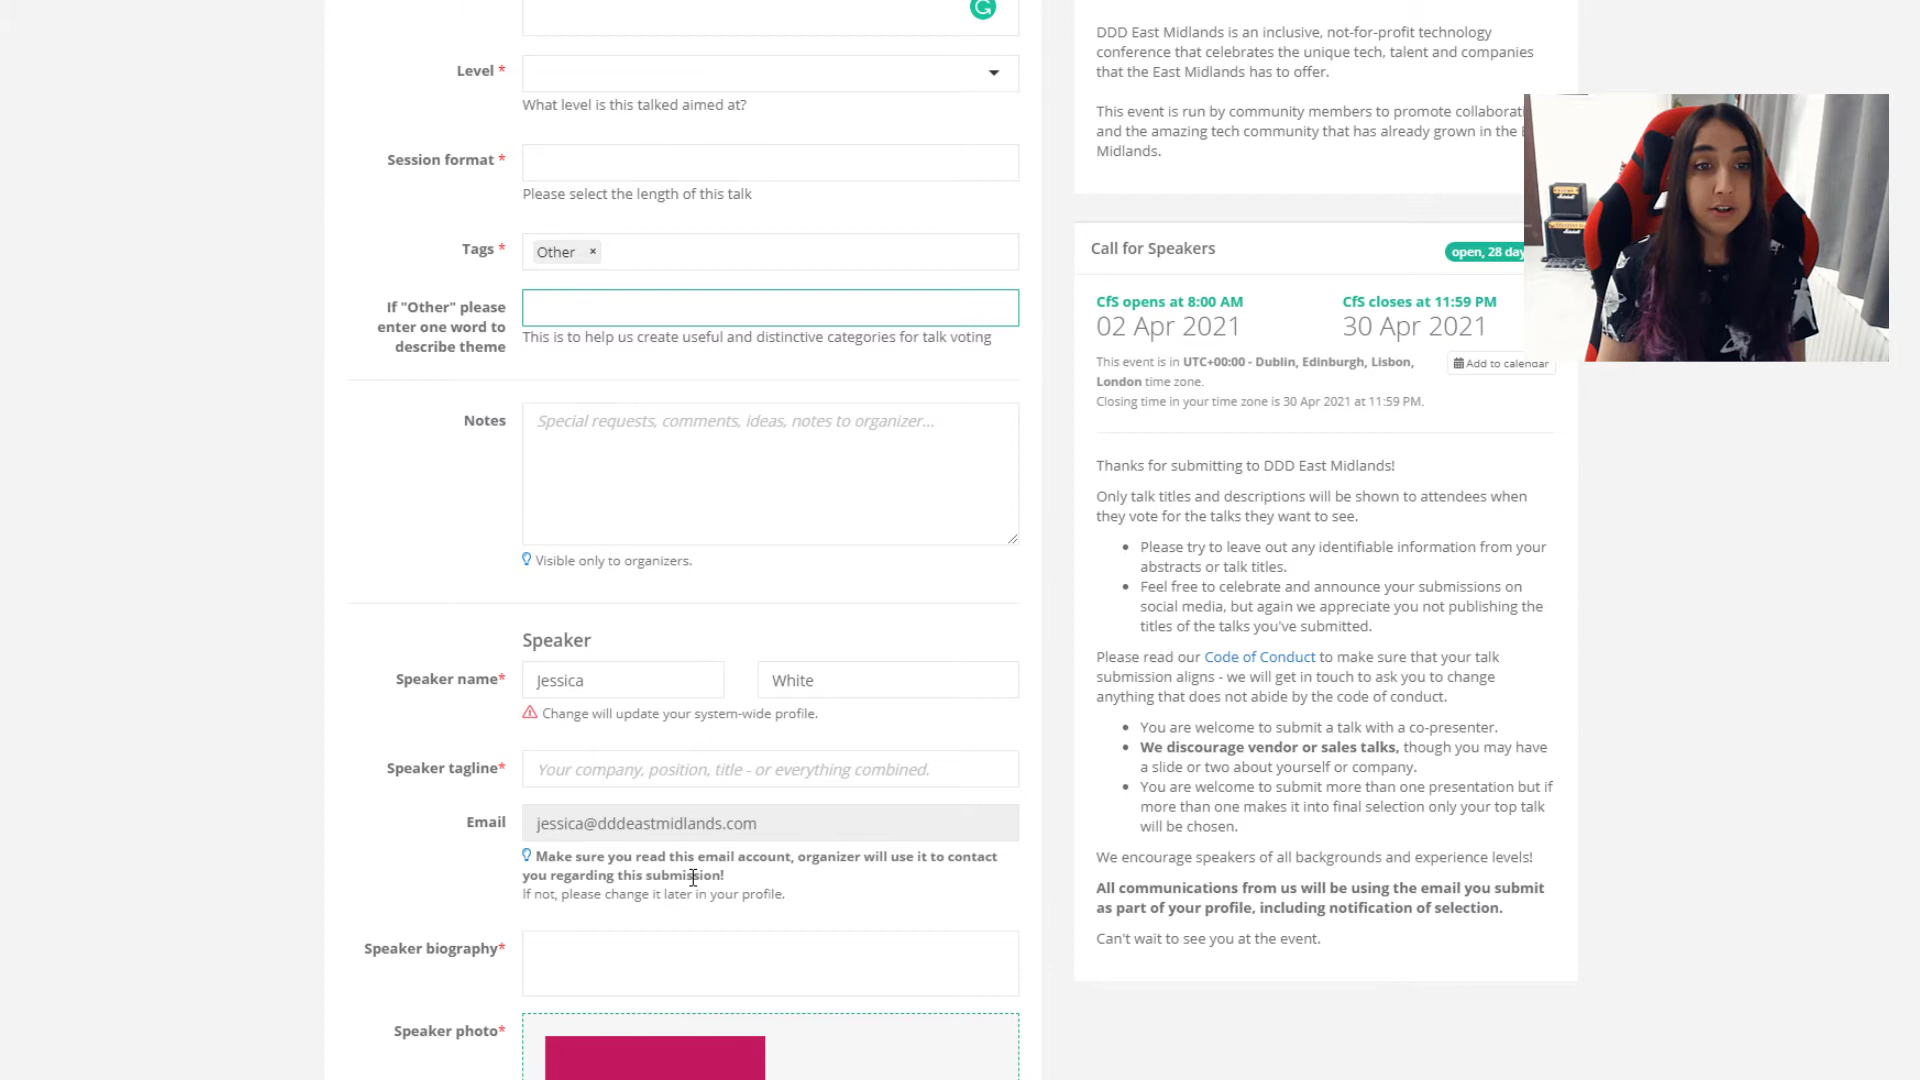 Level *
What level is this talked aimed at?
Session format *
Please select the length of this talk
Tags *
Other ×
If "Other" please
enter one word to
describe theme
This is to help us create useful and distinctive categories for talk voting
Notes
Special requests, comments, ideas, notes to organizer...
Visible only to organizers.
Speaker
Speaker name*
Jessica
White
Change will update your system-wide profile.
Speaker tagline*
Your company, position, title - or everything combined.
Email
jessica@dddeastmidlands.com
Make sure you read this email account, organizer will use it to contact
you regarding this submission!
If not, please change it later in your profile.
Speaker biography*
Speaker photo*
DDD East Midlands is an inclusive, not-for-profit technology
conference that celebrates the unique tech, talent and companies
that the East Midlands has to offer.
This event is run by community members to promote
and the amazing tech community that has already grown in the
Midlands.
Call for Speakers
open, 28
CfS opens at 8:00 AM
02 Apr 2021
CfS closes at 11:59 PM
30 Apr 2021
This event is in UTC+00:00 - Dublin, Edinburgh, Lisbon,
London time zone.
Add to calendar
Closing time in your time zone is 30 Apr 2021 at 11:59 PM.
Thanks for submitting to DDD East Midlands!
Only talk titles and descriptions will be shown to attendees when
they vote for the talks they want to see.
• Please try to leave out any identifiable information from your
abstracts or talk titles.
• Feel free to celebrate and announce your submissions on
social media, but again we appreciate you not publishing the
titles of the talks you've submitted.
Please read our Code of Conduct to make sure that your talk
submission aligns - we will get in touch to ask you to change
anything that does not abide by the code of conduct.
• You are welcome to submit a talk with a co-presenter.
• We discourage vendor or sales talks, though you may have
a slide or two about yourself or company.
• You are welcome to submit more than one presentation but if
more than one makes it into final selection only your top talk
will be chosen.
We encourage speakers of all backgrounds and experience levels!
All communications from us will be using the email you submit
as part of your profile, including notification of selection.
Can't wait to see you at the event.